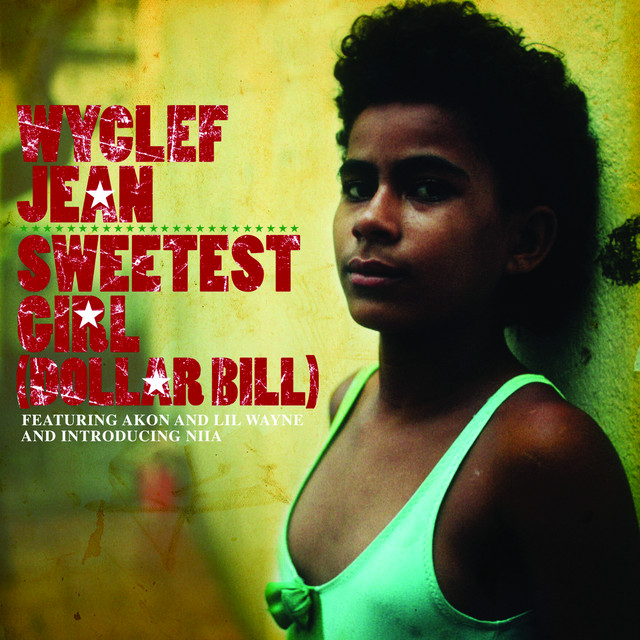 WYCLEF
JEAN
SWEETEST
GIRL
(DOLLAR BILL)
FEATURING AKON AND LIL WAYNE
AND INTRODUCING NIIA